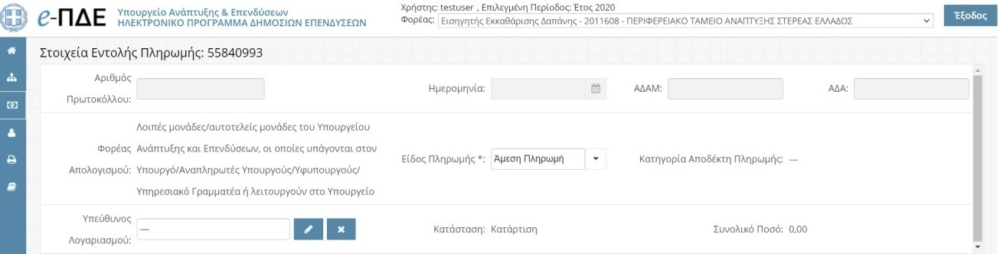 e-ΠΔΕ
Υπουργείο Ανάπτυξης & Επενδύσεων
ΗΛΕΚΤΡΟΝΙΚΟ ΠΡΟΓΡΑΜΜΑ ΔΗΜΟΣΙΩΝ ΕΠΕΝΔΥΣΕΩΝ
Χρήστης: testuser , Επιλεγμένη Περίοδος: Έτος 2020
Φορέας: Εισηγητής Εκκαθάρισης Δαπάνης - 2011608 - ΠΕΡΙΦΕΡΕΙΑΚΟ ΤΑΜΕΙΟ ΑΝΑΠΤΥΞΗΣ ΣΤΕΡΕΑΣ ΕΛΛΑΔΟΣ
Έξοδος
Στοιχεία Εντολής Πληρωμής: 55840993
Αριθμός
Πρωτοκόλλου:
Ημερομηνία:
ΑΔΑΜ:
ΑΔΑ:
Φορέας
Απολογισμού:
Λοιπές μονάδες/αυτοτελείς μονάδες του Υπουργείου
Ανάπτυξης και Επενδύσεων, οι οποίες υπάγονται στον
Υπουργό/Αναπληρωτές Υπουργούς/Υφυπουργούς/
Υπηρεσιακό Γραμματέα ή λειτουργούν στο Υπουργείο
Είδος Πληρωμής *: Άμεση Πληρωμή
Κατηγορία Αποδέκτη Πληρωμής: —
Υπεύθυνος
Λογαριασμού:
—
Κατάσταση: Κατάρτιση
Συνολικό Ποσό: 0,00